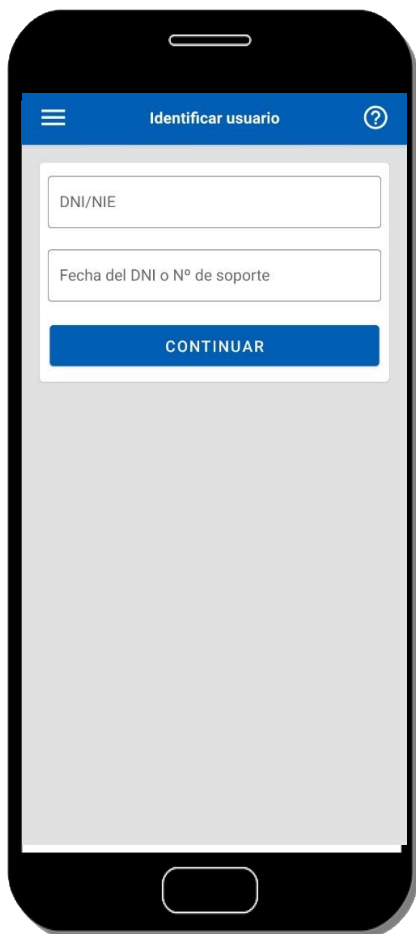 Identificar usuario
DNI/NIE
Fecha del DNI o Nº de soporte
CONTINUAR